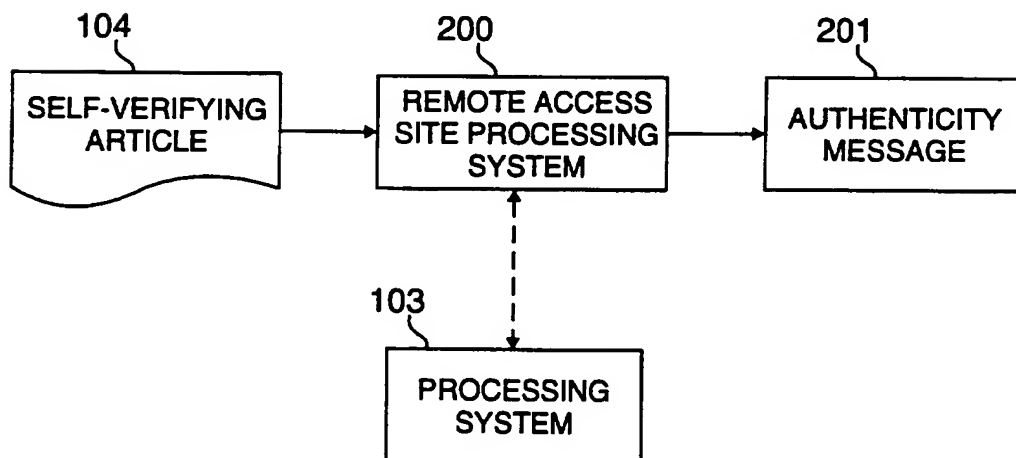 104
200
201
SELF-VERIFYING
ARTICLE
REMOTE ACCESS
SITE PROCESSING
SYSTEM
AUTHENTICITY
MESSAGE
103
PROCESSING
SYSTEM